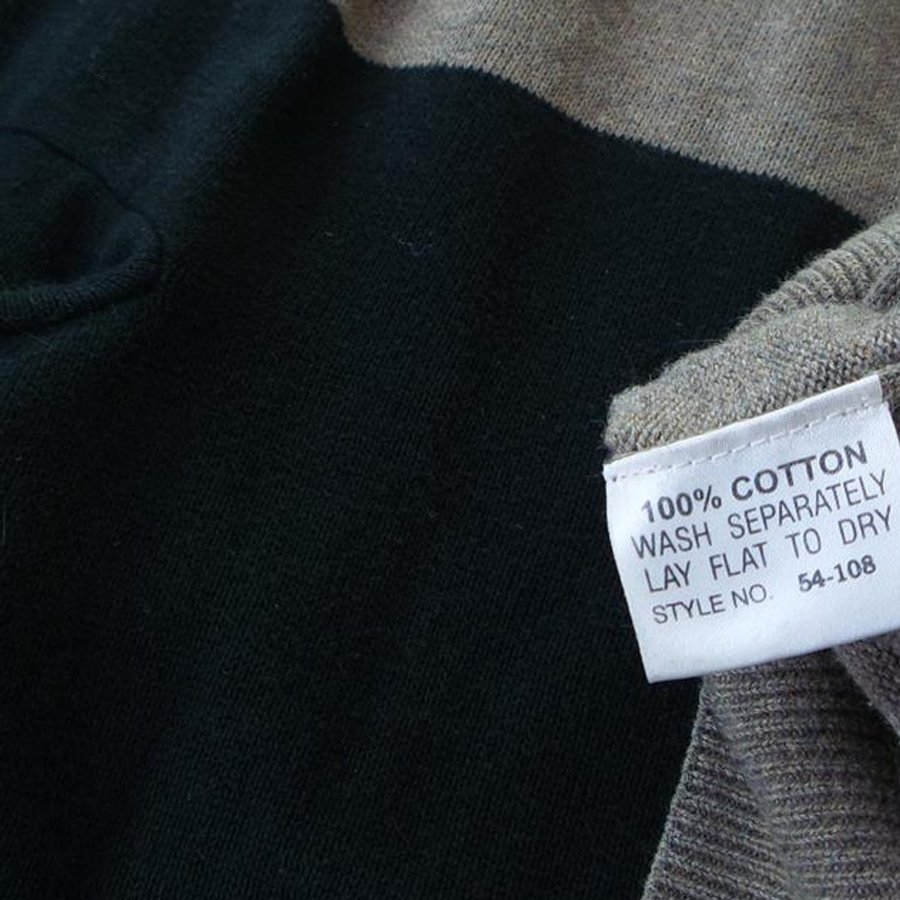 100% COTTON
WASH SEPARATELY
LAY FLAT TO DRY
STYLE NO. 54-108